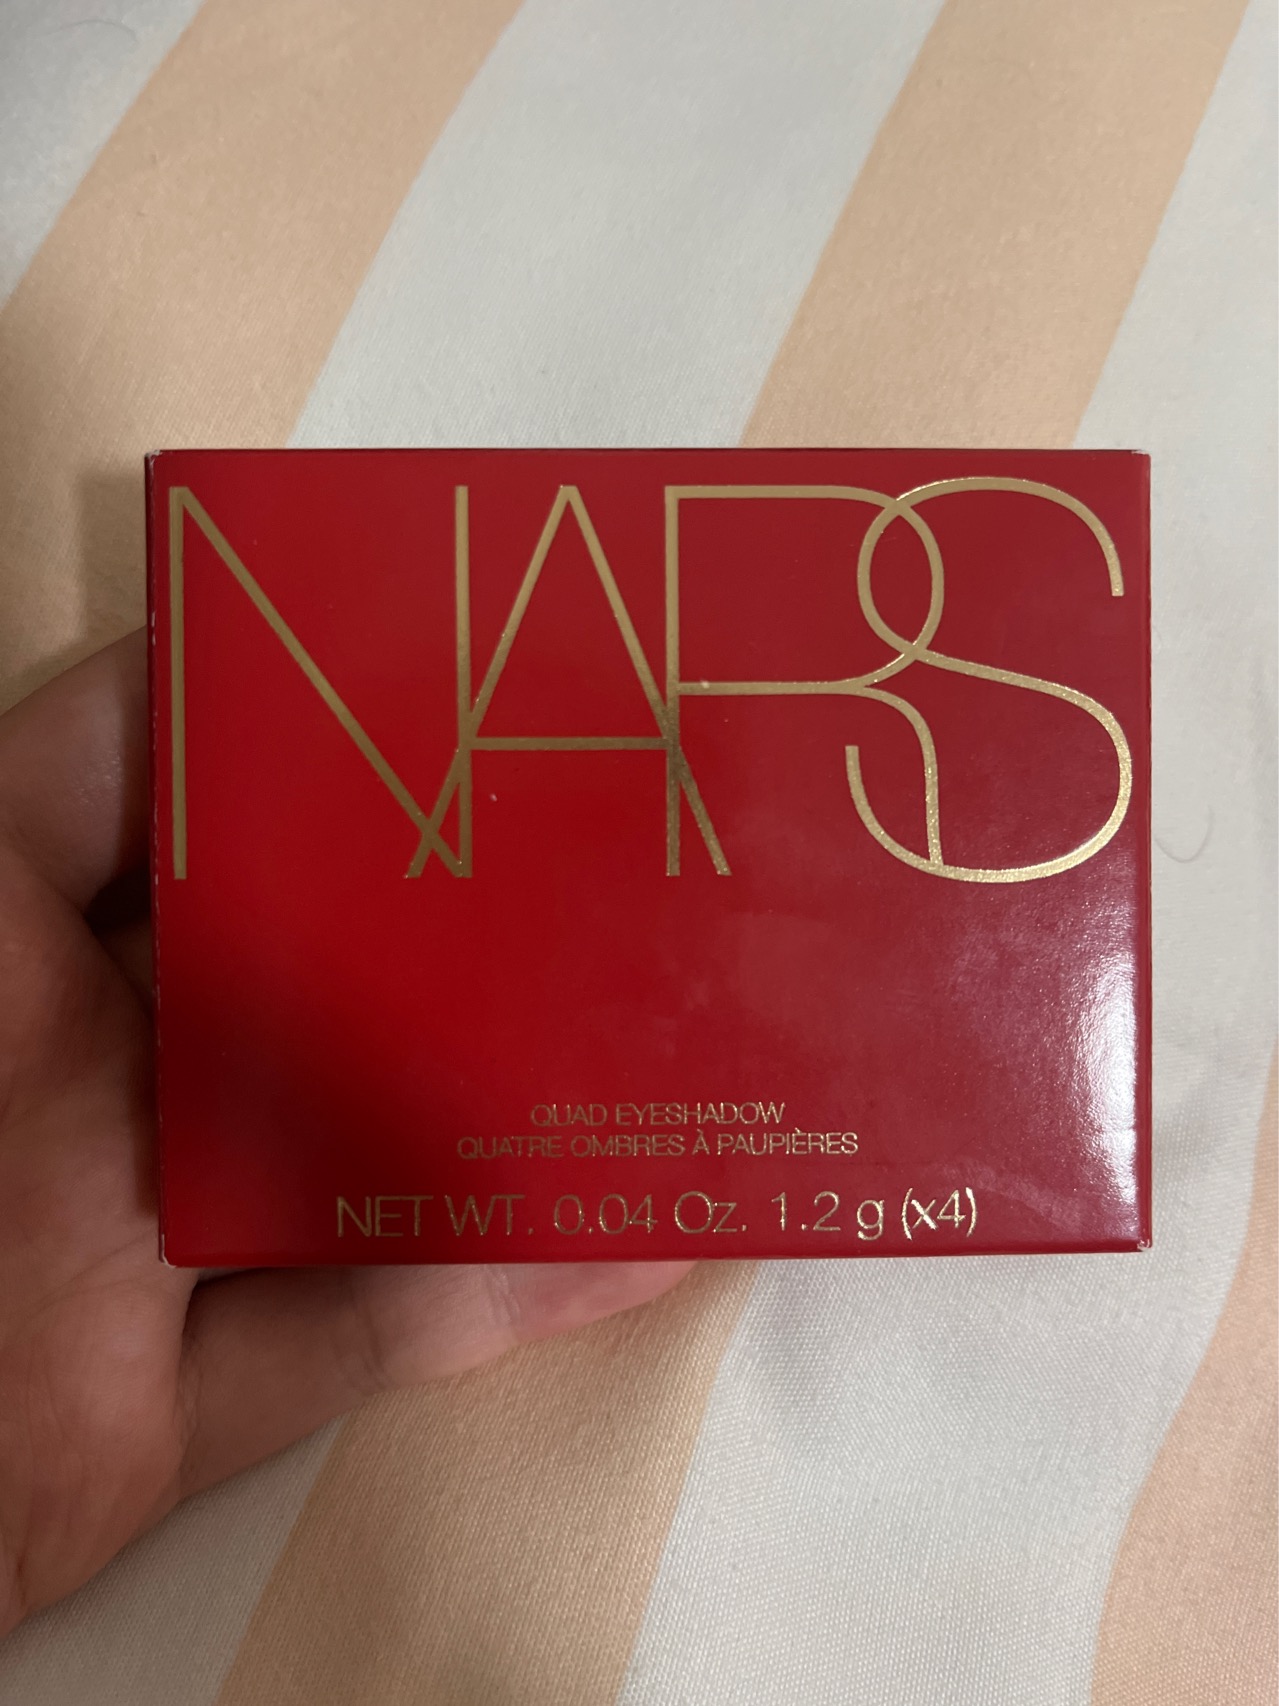 NARS
QUAD EYESHADOW
QUATRE OMBRES À PAUPIÈRES
NET WT. 0.04 Oz. 1.2 g (x4)